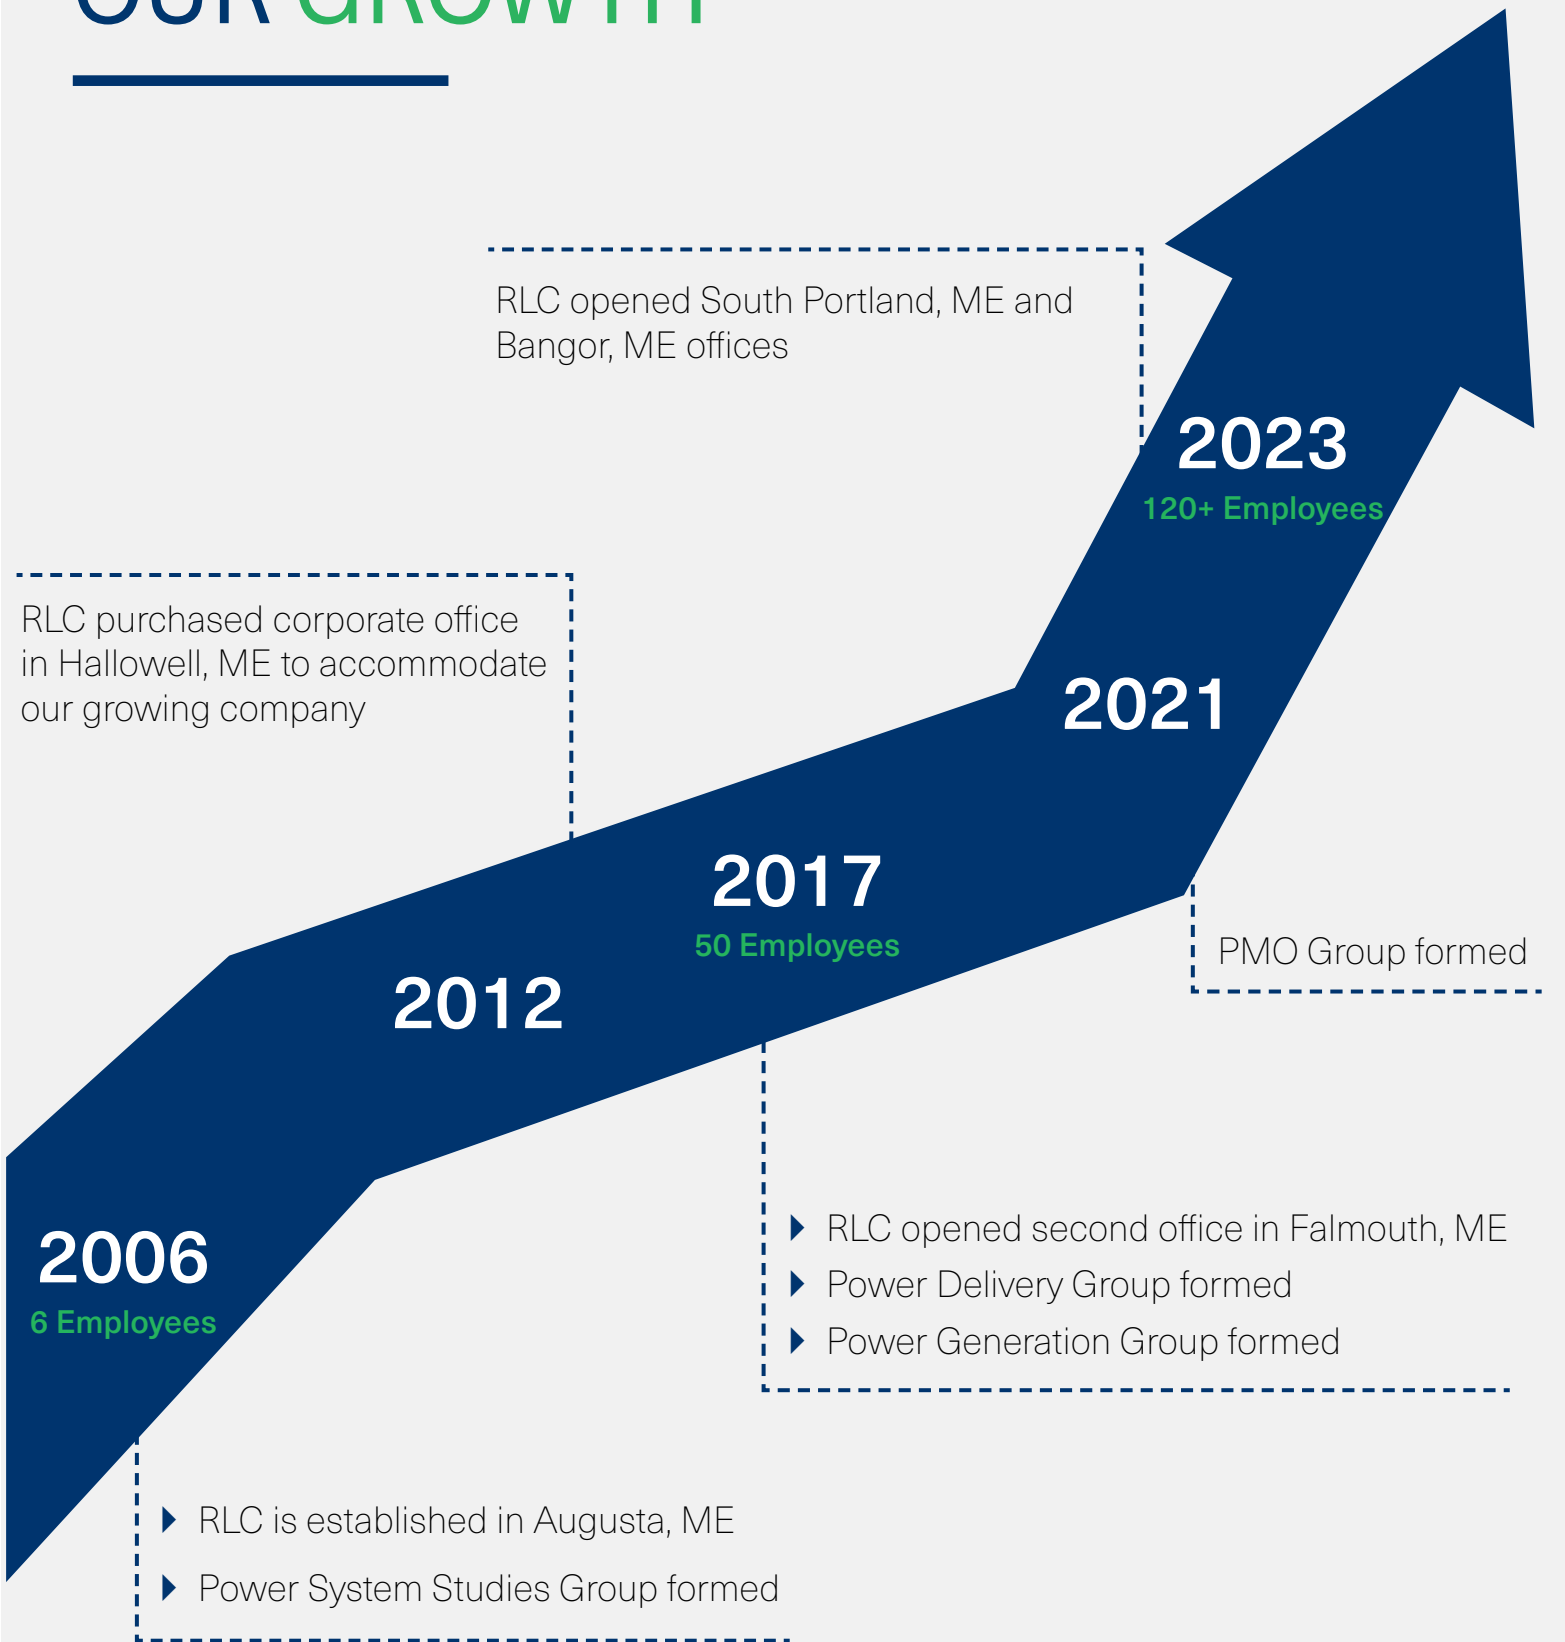 OUR GROWTH
RLC opened South Portland, ME and
Bangor, ME offices
2023
120+ Employees
RLC purchased corporate office
in Hallowell, ME to accommodate
our growing company
2021
2017
50 Employees
PMO Group formed
2012
RLC opened second office in Falmouth, ME
Power Delivery Group formed
Power Generation Group formed
2006
6 Employees
RLC is established in Augusta, ME
Power System Studies Group formed